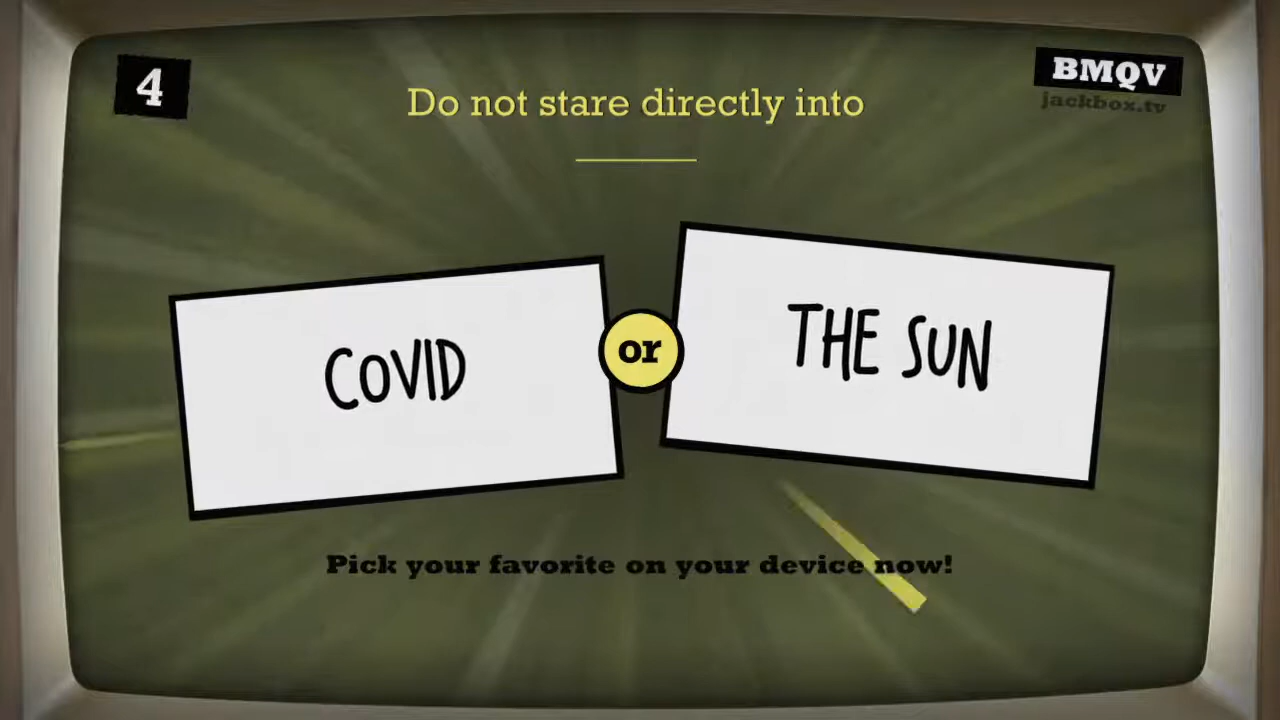 4
BMQV
jackbox.tv
Do not stare directly into
COVID
or
THE SUN
Pick your favorite on your device now!